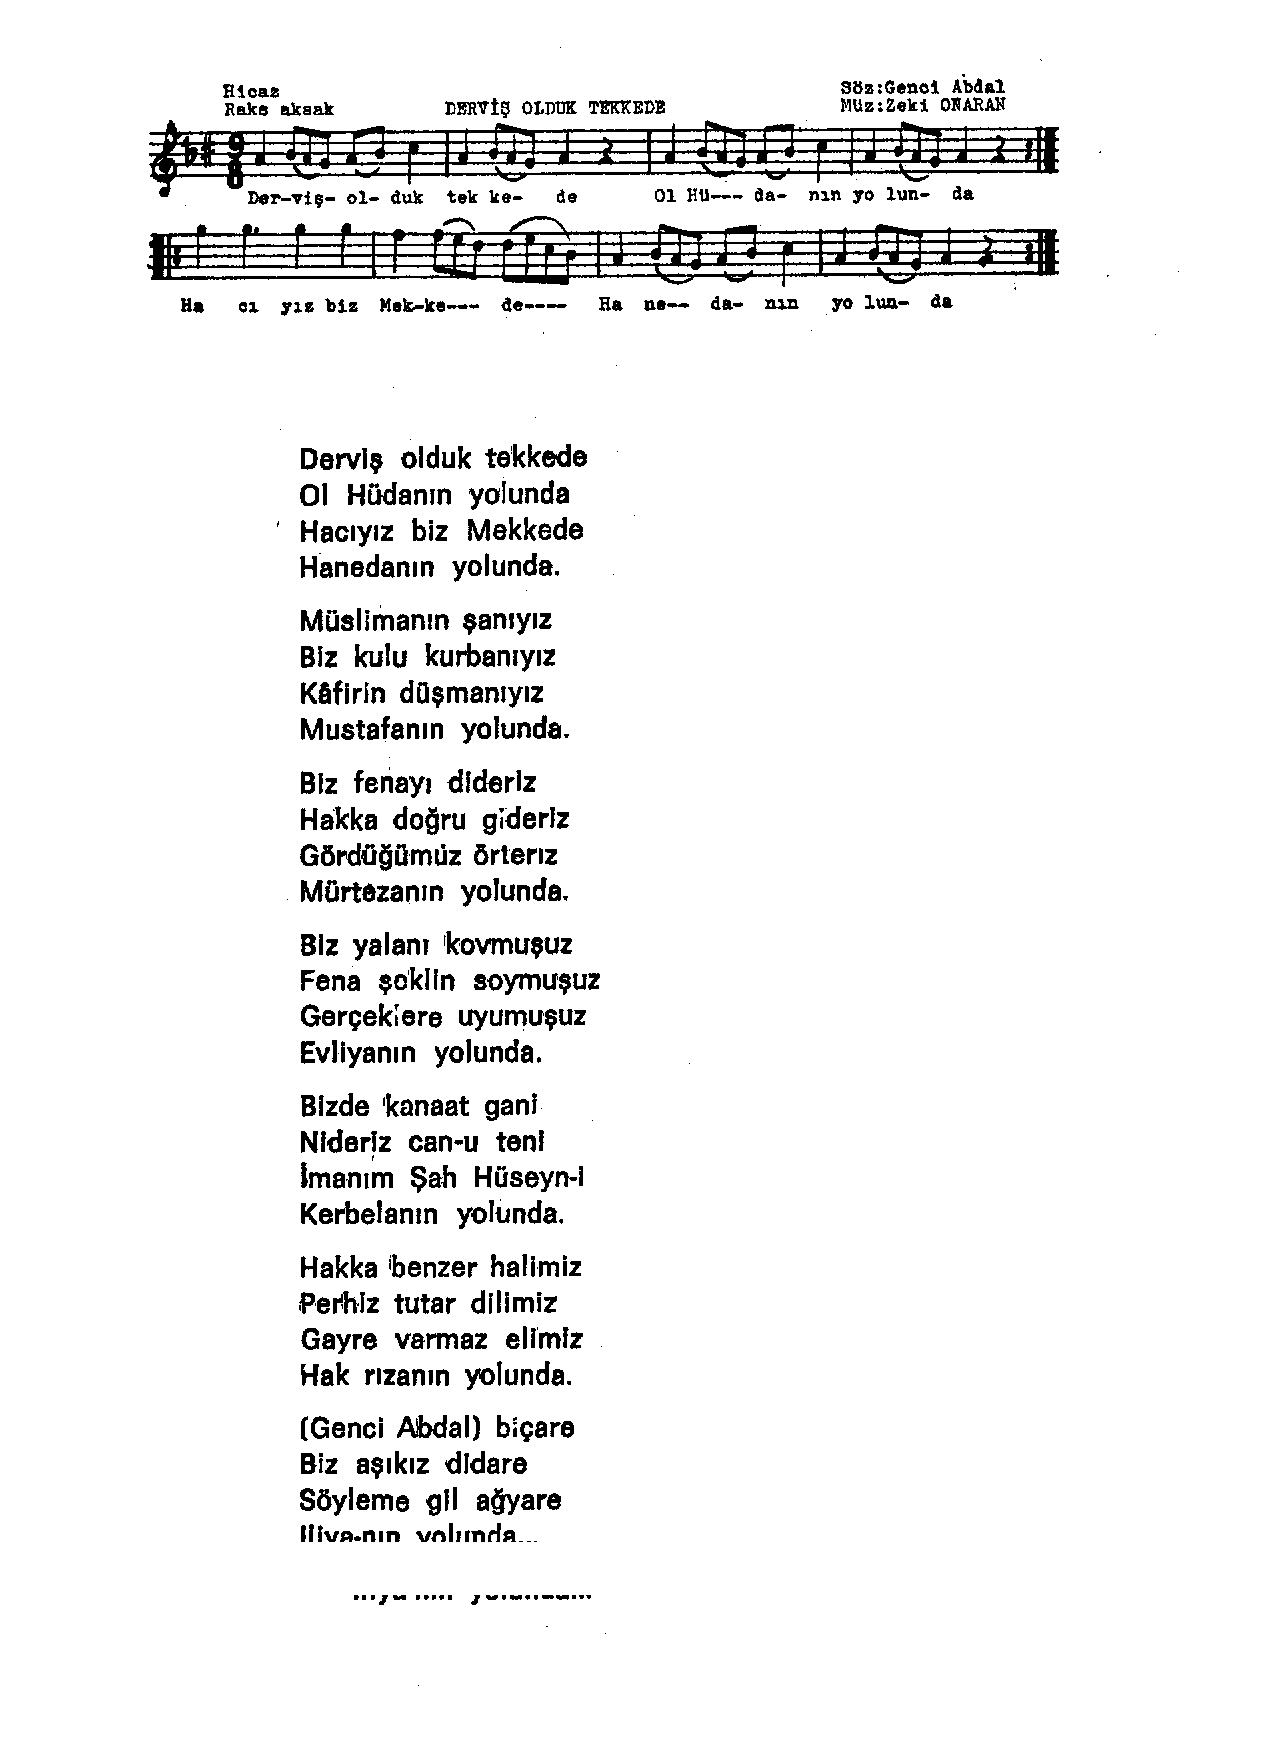 Hicaz
Raks aksak
DERVİŞ OLDUK TEKKEDE
Söz:Genci Abdal
Müz:Zeki ONARAN
9
8
Der-viş- ol- duk tek ke- de Ol Hü--- da- nın yo lun- da
Ha cı yız biz Mek-ke--- de---- Ha ne-- da- nın yo lun- da
Derviş olduk tekkede
Ol Hüdanın yolunda
Hacıyız biz Mekkede
Hanedanın yolunda.
Müslimanın şanıyız
Biz kulu kurbanıyız
Kâfirin düşmanıyız
Mustafanın yolunda.
Biz fenayı dideriz
Hakka doğru gideriz
Gördüğümüz örterız
Mürtezanın yolunda.
Biz yalanı kovmuşuz
Fena şeklin soymuşuz
Gerçeklere uyumuşuz
Evliyanın yolunda.
Bizde kanaat gani
Nideriz can-u teni
İmanım Şah Hüseyn-i
Kerbelanın yolunda.
Hakka benzer halimiz
Perhiz tutar dilimiz
Gayre varmaz elimiz
Hak rızanın yolunda.
(Genci Abdal) biçare
Biz aşıkız didare
Söyleme gil ağyare
yolunda...